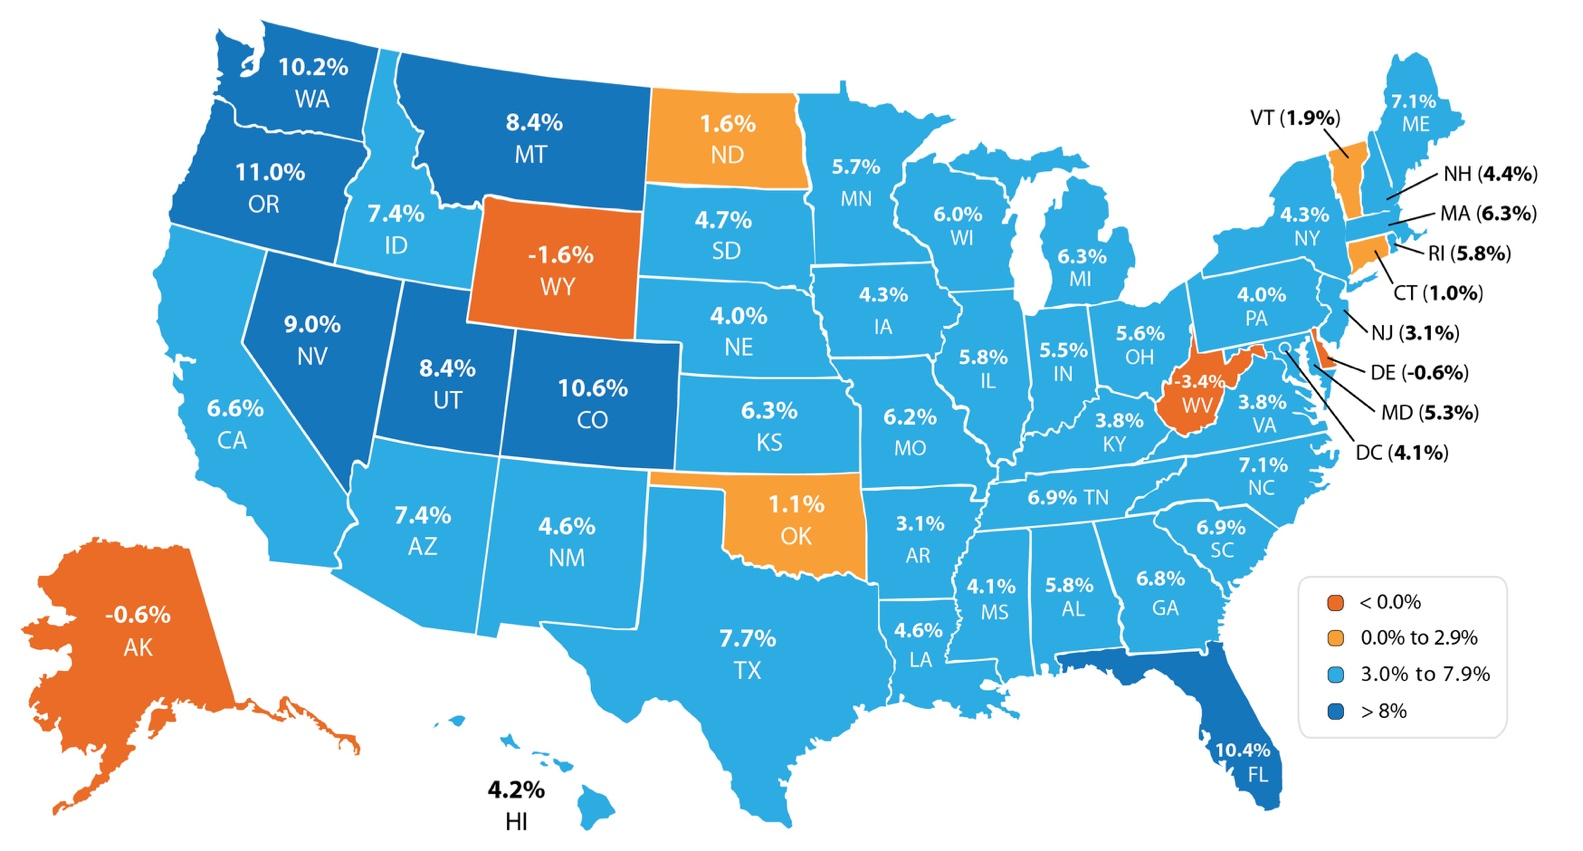 10.2%
WA
11.0%
OR
7.4%
ID
8.4%
MT
1.6%
ND
5.7%
MN
-1.6%
WY
4.7%
SD
6.0%
WI
6.3%
MI
9.0%
NV
8.4%
UT
10.6%
CO
4.0%
NE
4.3%
IA
6.6%
CA
6.3%
KS
6.2%
MO
5.8%
IL
5.5%
IN
5.6%
OH
4.0%
PA
4.3%
NY
7.1%
ME
VT (1.9%)
NH (4.4%)
MA (6.3%)
RI (5.8%)
CT (1.0%)
NJ (3.1%)
DE (-0.6%)
MD (5.3%)
DC (4.1%)
-3.4%
WV
3.8%
VA
3.8%
KY
7.1%
NC
6.9% TN
6.9%
SC
7.4%
AZ
4.6%
NM
1.1%
OK
3.1%
AR
4.1%
MS
5.8%
AL
6.8%
GA
4.6%
LA
7.7%
TX
10.4%
FL
-0.6%
AK
4.2%
HI
< 0.0%
0.0% to 2.9%
3.0% to 7.9%
> 8%